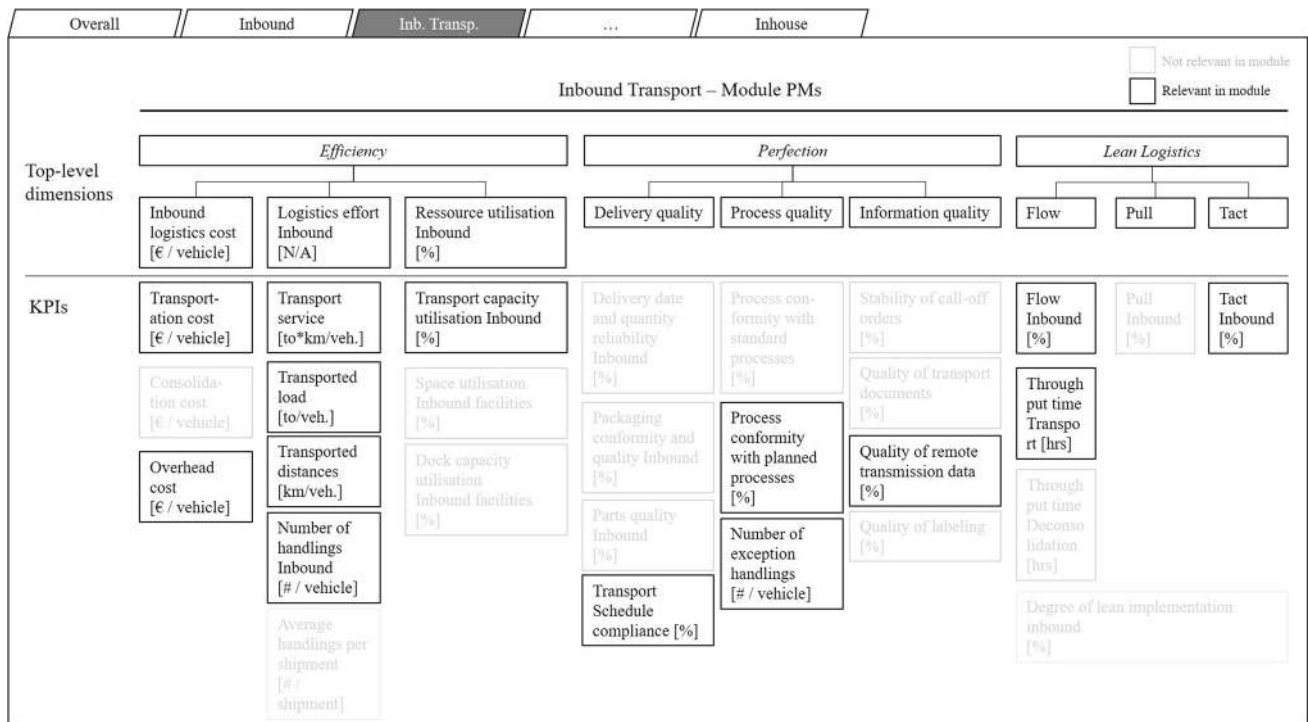 Overall
Inbound
Inb. Transp.
…
Inhouse
Not relevant in module
Relevant in module
Inbound Transport – Module PMs
Top-level
dimensions
Efficiency
Perfection
Lean Logistics
Inbound
logistics cost
[€ / vehicle]
Logistics effort
Inbound
[N/A]
Ressource utilisation
Inbound
[%]
Delivery quality
Process quality
Information quality
Flow
Pull
Tact
KPIs
Transport-
ation cost
[€ / vehicle]
Consolida-
tion cost
[€ / vehicle]
Overhead
cost
[€ / vehicle]
Transport
service
[to*km/veh.]
Transported
load
[to/veh.]
Transported
distances
[km/veh.]
Number of
handlings
Inbound
[# / vehicle]
Average
handlings per
shipment
[# /
shipment]
Transport capacity
utilisation Inbound
[%]
Space utilisation
Inbound facilities
[%]
Dock capacity
utilisation
Inbound facilities
[%]
Delivery date
and quantity
reliability
Inbound
[%]
Packaging
conformity and
quality Inbound
[%]
Parts quality
Inbound
[%]
Transport
Schedule
compliance [%]
Process con-
formity with
standard
processes
[%]
Process
conformity
with planned
processes
[%]
Number of
exception
handlings
[# / vehicle]
Stability of call-off
orders
[%]
Quality of transport
documents
[%]
Quality of remote
transmission data
[%]
Quality of labeling
[%]
Flow
Inbound
[%]
Through
put time
Transpo
rt [hrs]
Through
put time
Deconso
lidation
[hrs]
Pull
Inbound
[%]
Tact
Inbound
[%]
Degree of lean implementation
inbound
[%]